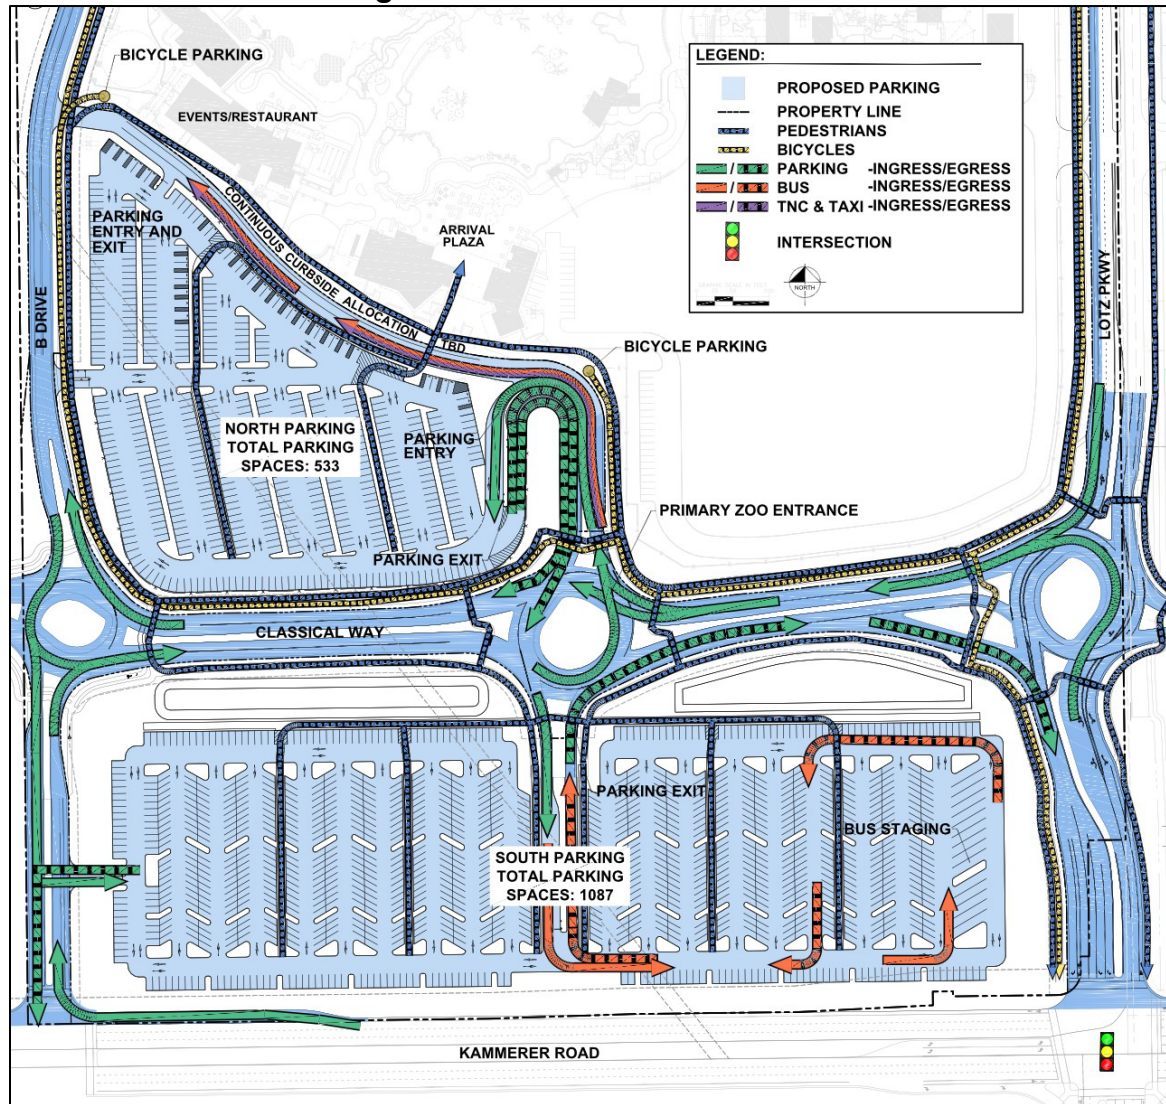 BICYCLE PARKING
EVENTS/RESTAURANT
PARKING
ENTRY AND
EXIT
CONTINUOUS CURBSIDE ALLOCATION TBD
ARRIVAL
PLAZA
B DRIVE
LEGEND:
PROPOSED PARKING
PROPERTY LINE
PEDESTRIANS
BICYCLES
/ PARKING -INGRESS/EGRESS
/ BUS -INGRESS/EGRESS
/ TNC & TAXI -INGRESS/EGRESS
INTERSECTION
NORTH
LOTZ PKWY
BICYCLE PARKING
NORTH PARKING
TOTAL PARKING
SPACES: 533
PARKING
ENTRY
PRIMARY ZOO ENTRANCE
PARKING EXIT
CLASSICAL WAY
PARKING EXIT
BUS STAGING
SOUTH PARKING
TOTAL PARKING
SPACES: 1087
KAMMERER ROAD